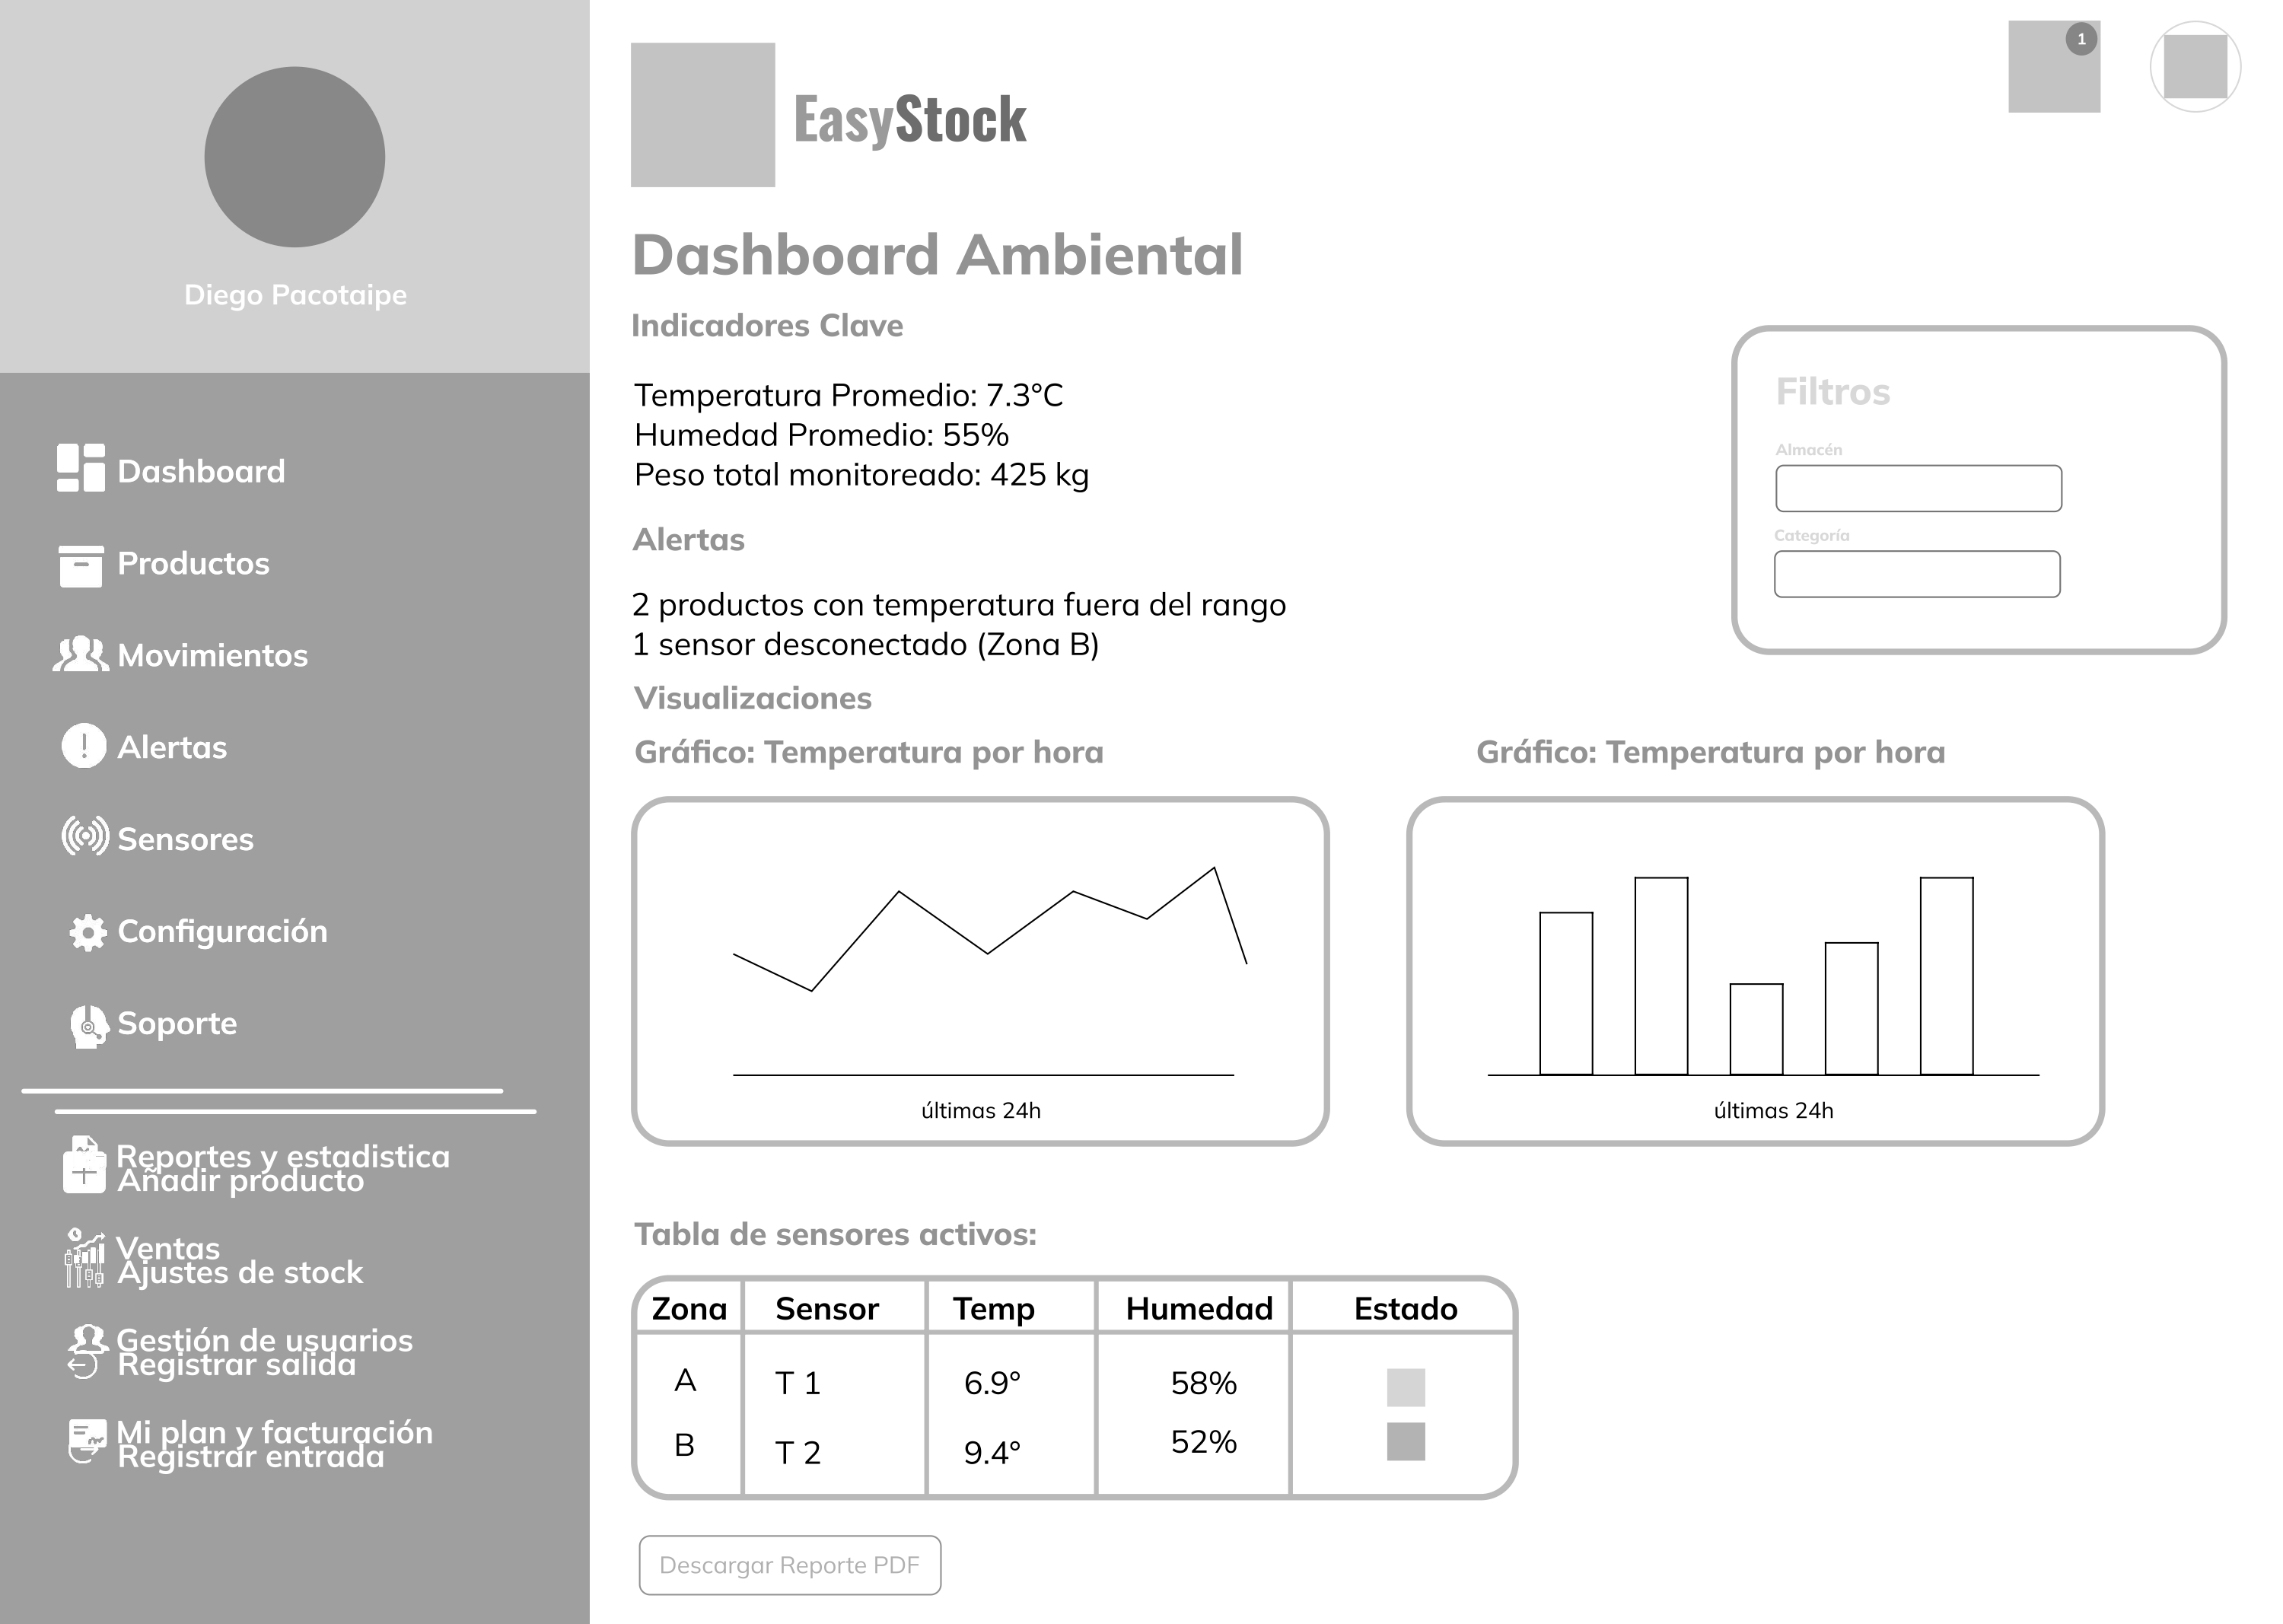 Diego Pacotaipe
Dashboard
Productos
Movimientos
Alertas
Sensores
Configuración
Soporte
Reportes y estadistica
Añadir producto
Ventas
Ajustes de stock
Gestión de usuarios
Registrar salida
Mi plan y facturación
Registrar entrada
1
EasyStock
Dashboard Ambiental
Indicadores Clave
Temperatura Promedio: 7.3°C
Humedad Promedio: 55%
Peso total monitoreado: 425 kg
Alertas
2 productos con temperatura fuera del rango
1 sensor desconectado (Zona B)
Filtros
Almacén
Categoría
Visualizaciones
Gráfico: Temperatura por hora
últimas 24h
Gráfico: Temperatura por hora
últimas 24h
Tabla de sensores activos:
Zona Sensor Temp Humedad Estado
A T 1 6.9° 58%
B T 2 9.4° 52%
Descargar Reporte PDF